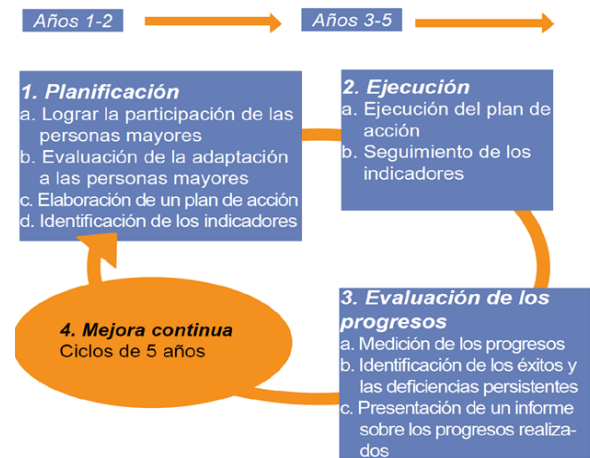 Años 1-2
Años 3-5
1. Planificación
a. Lograr la participación de las
personas mayores
b. Evaluación de la adaptación
a las personas mayores
c. Elaboración de un plan de acción
d. Identificación de los indicadores
2. Ejecución
a. Ejecución del plan de
acción
b. Seguimiento de los
indicadores
3. Evaluación de los
progresos
a. Medición de los progresos
b. Identificación de los éxitos y
las deficiencias persistentes
c. Presentación de un informe
sobre los progresos realiza-
dos
4. Mejora continua
Ciclos de 5 años